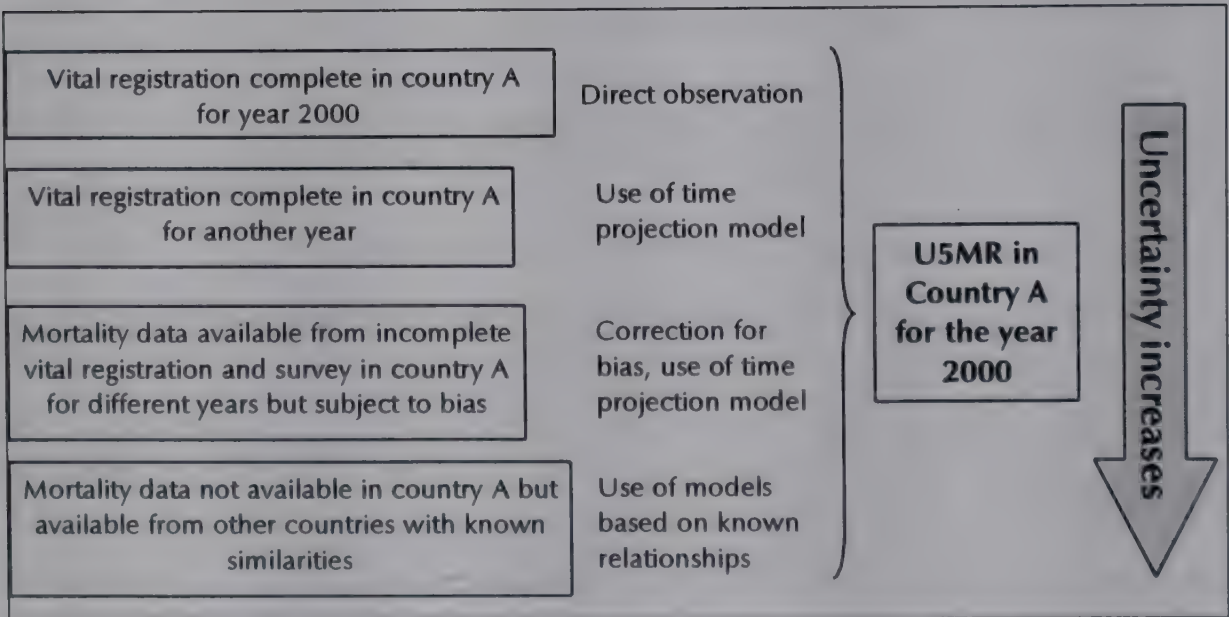 Vital registration complete in country A
for year 2000
Direct observation
Vital registration complete in country A
for another year
Use of time
projection model
Mortality data available from incomplete
vital registration and survey in country A
for different years but subject to bias
Correction for
bias, use of time
projection model
Mortality data not available in country A but
available from other countries with known
similarities
Use of models
based on known
relationships
U5MR in
Country A
for the year
2000
Uncertainty increases